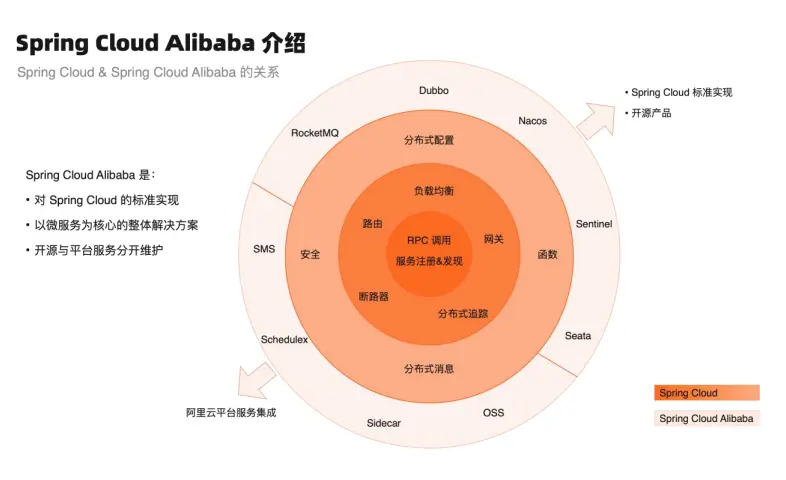 Spring Cloud Alibaba 介绍
Spring Cloud & Spring Cloud Alibaba 的关系
Spring Cloud Alibaba 是：
• 对 Spring Cloud 的标准实现
• 以微服务为核心的整体解决方案
• 开源与平台服务分开维护
Dubbo
RocketMQ
Nacos
分布式配置
负载均衡
路由
网关
RPC 调用
服务注册&发现
Sentinel
SMS
安全
函数
断路器
分布式追踪
Schedulex
Seata
分布式消息
Sidecar
OSS
• Spring Cloud 标准实现
• 开源产品
阿里云平台服务集成
Spring Cloud
Spring Cloud Alibaba